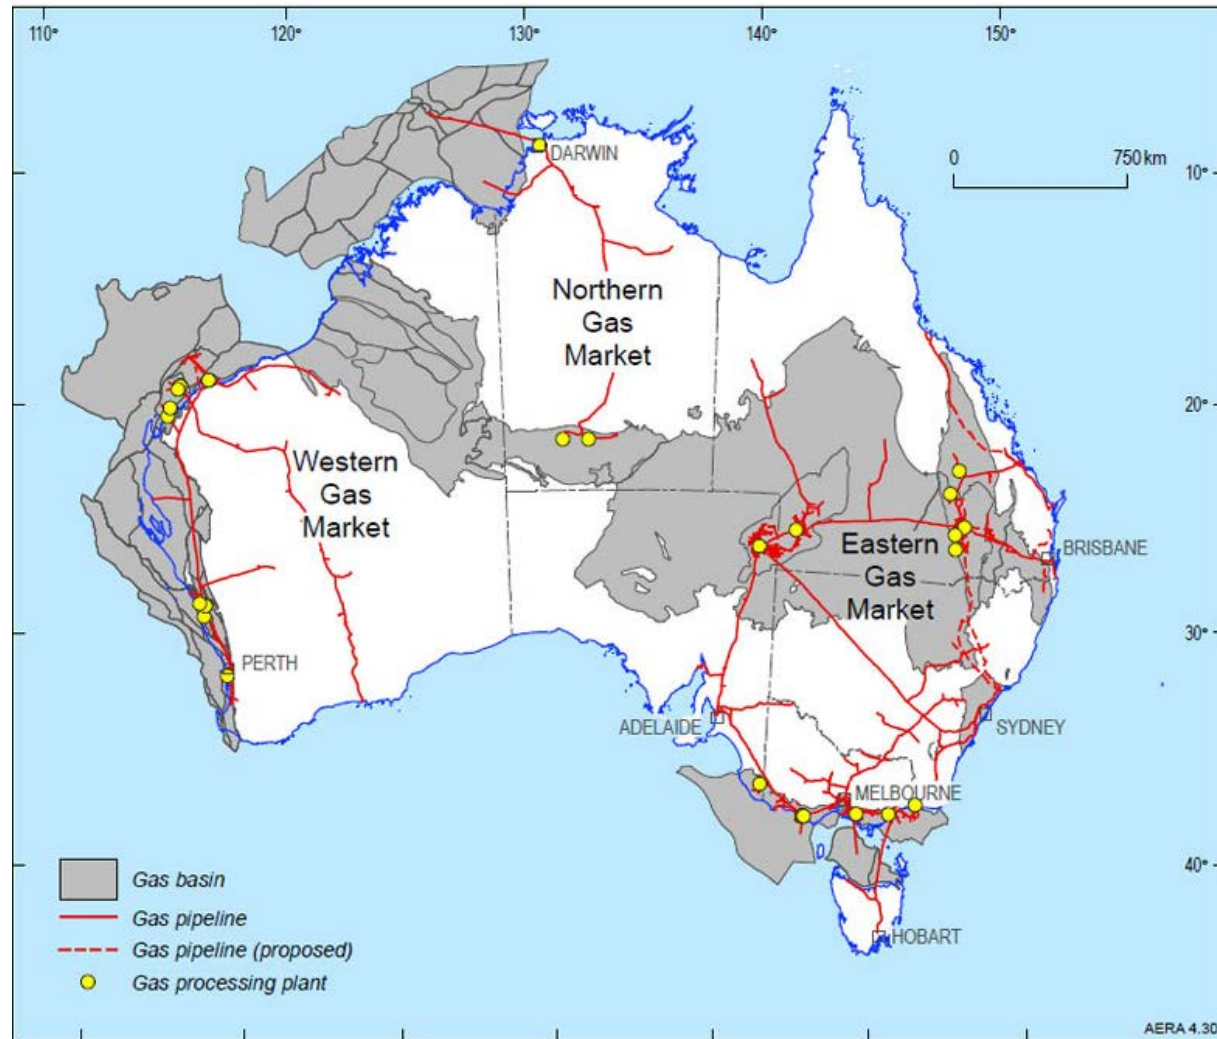 110°
120°
130°
140°
150°
0
750 km
DARWIN
10°
Northern
Gas
Market
20°
Western
Gas
Market
Eastern
Gas
Market
BRISBANE
30°
PERTH
ADELAIDE
SYDNEY
MELBOURNE
40°
Gas basin
Gas pipeline
HOBART
Gas pipeline (proposed)
Gas processing plant
AERA 4.30